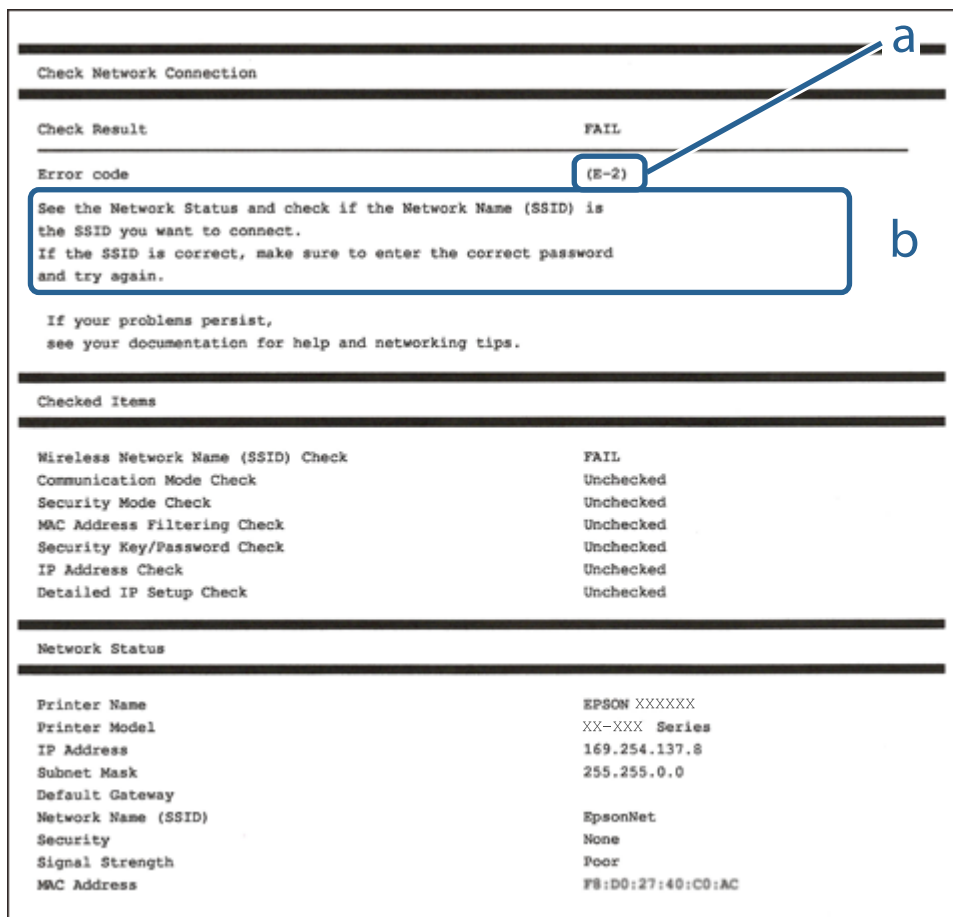 a
Check Network Connection
Check Result FAIL
Error code (E-2)
See the Network Status and check if the Network Name (SSID) is
the SSID you want to connect.
If the SSID is correct, make sure to enter the correct password
and try again.
b
If your problems persist,
see your documentation for help and networking tips.
Checked Items
Wireless Network Name (SSID) Check FAIL
Communication Mode Check Unchecked
Security Mode Check Unchecked
MAC Address Filtering Check Unchecked
Security Key/Password Check Unchecked
IP Address Check Unchecked
Detailed IP Setup Check Unchecked
Network Status
Printer Name EPSON XXXXXX
Printer Model XX-XXX Series
IP Address 169.254.137.8
Subnet Mask 255.255.0.0
Default Gateway
Network Name (SSID) EpsonNet
Security None
Signal Strength Poor
MAC Address F8:D0:27:40:C0:AC